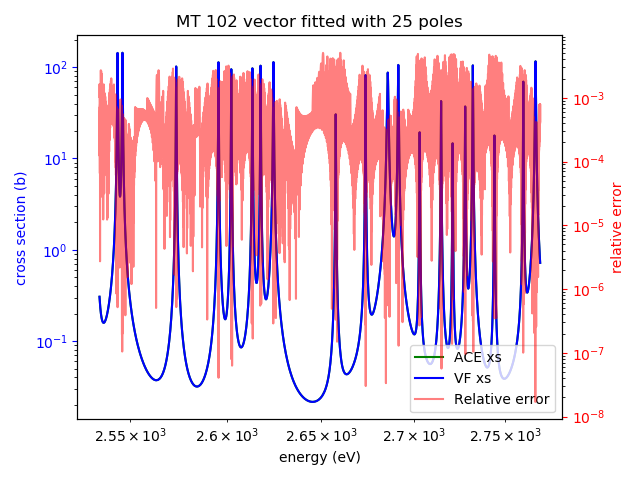 MT 102 vector fitted with 25 poles
10²
10¹
10⁰
10⁻¹
cross section (b)
10⁻³
10⁻⁴
10⁻⁵
10⁻⁶
10⁻⁷
10⁻⁸
relative error
ACE xs
VF xs
Relative error
2.55×10³ 2.6×10³ 2.65×10³ 2.7×10³ 2.75×10³
energy (eV)